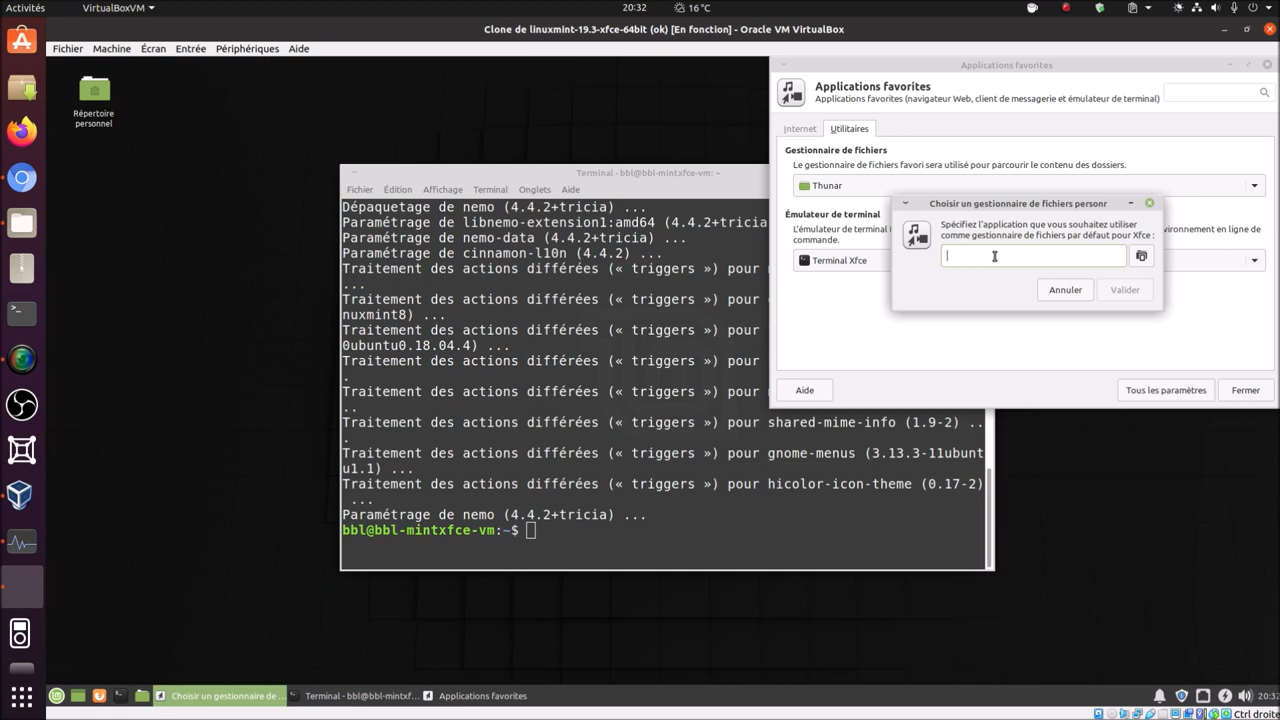 Activités
VirtualBoxVM
20:32
16 °C
Clone de linuxmint-19.3-xfce-64bit (ok) [En fonction] - Oracle VM VirtualBox
Fichier Machine Écran Entrée Périphériques Aide
Répertoire
personnel
Applications favorites
Applications favorites
Applications favorites (navigateur Web, client de messagerie et émulateur de terminal)
Internet Utilitaires
Gestionnaire de fichiers
Le gestionnaire de fichiers favori sera utilisé pour parcourir le contenu des dossiers.
Thunar
Émulateur de terminal
L'émulateur de terminal
environnement en ligne de
commande.
Terminal Xfce
Aide
Tous les paramètres
Fermer
Choisir un gestionnaire de fichiers personr
Spécifiez l'application que vous souhaitez utiliser
comme gestionnaire de fichiers par défaut pour Xfce :
Annuler
Valider
Terminal - bbl@bbl-mintxfce-vm: ~
Fichier Édition Affichage Terminal Onglets Aide
Dépaquetage de nemo (4.4.2+tricia) ...
Paramétrage de libnemo-extension1:amd64 (4.4.2+tricia)
Paramétrage de nemo-data (4.4.2+tricia) ...
Paramétrage de cinnamon-l10n (4.4.2) ...
Traitement des actions différées (« triggers ») pour
...
Traitement des actions différées (« triggers ») pour
nuxmint8) ...
Traitement des actions différées (« triggers ») pour
0ubuntu0.18.04.4) ...
Traitement des actions différées (« triggers ») pour
.
Traitement des actions différées (« triggers ») pour
..
Traitement des actions différées (« triggers ») pour shared-mime-info (1.9-2) ..
.
Traitement des actions différées (« triggers ») pour gnome-menus (3.13.3-11ubunt
u1.1) ...
Traitement des actions différées (« triggers ») pour hicolor-icon-theme (0.17-2)
...
Paramétrage de nemo (4.4.2+tricia) ...
bbl@bbl-mintxfce-vm:~$
Choisir un gestionnaire de ...
Terminal - bbl@bbl-mintxf...
Applications favorites
20:32
Ctrl droite